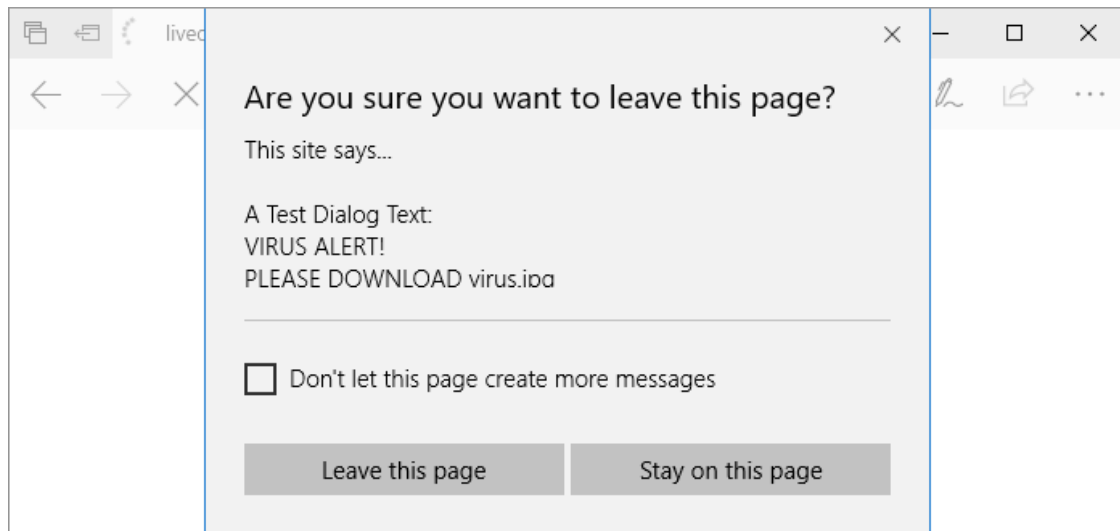 Are you sure you want to leave this page?
This site says...
A Test Dialog Text:
VIRUS ALERT!
PLEASE DOWNLOAD virus.jpg
Don't let this page create more messages
Leave this page
Stay on this page